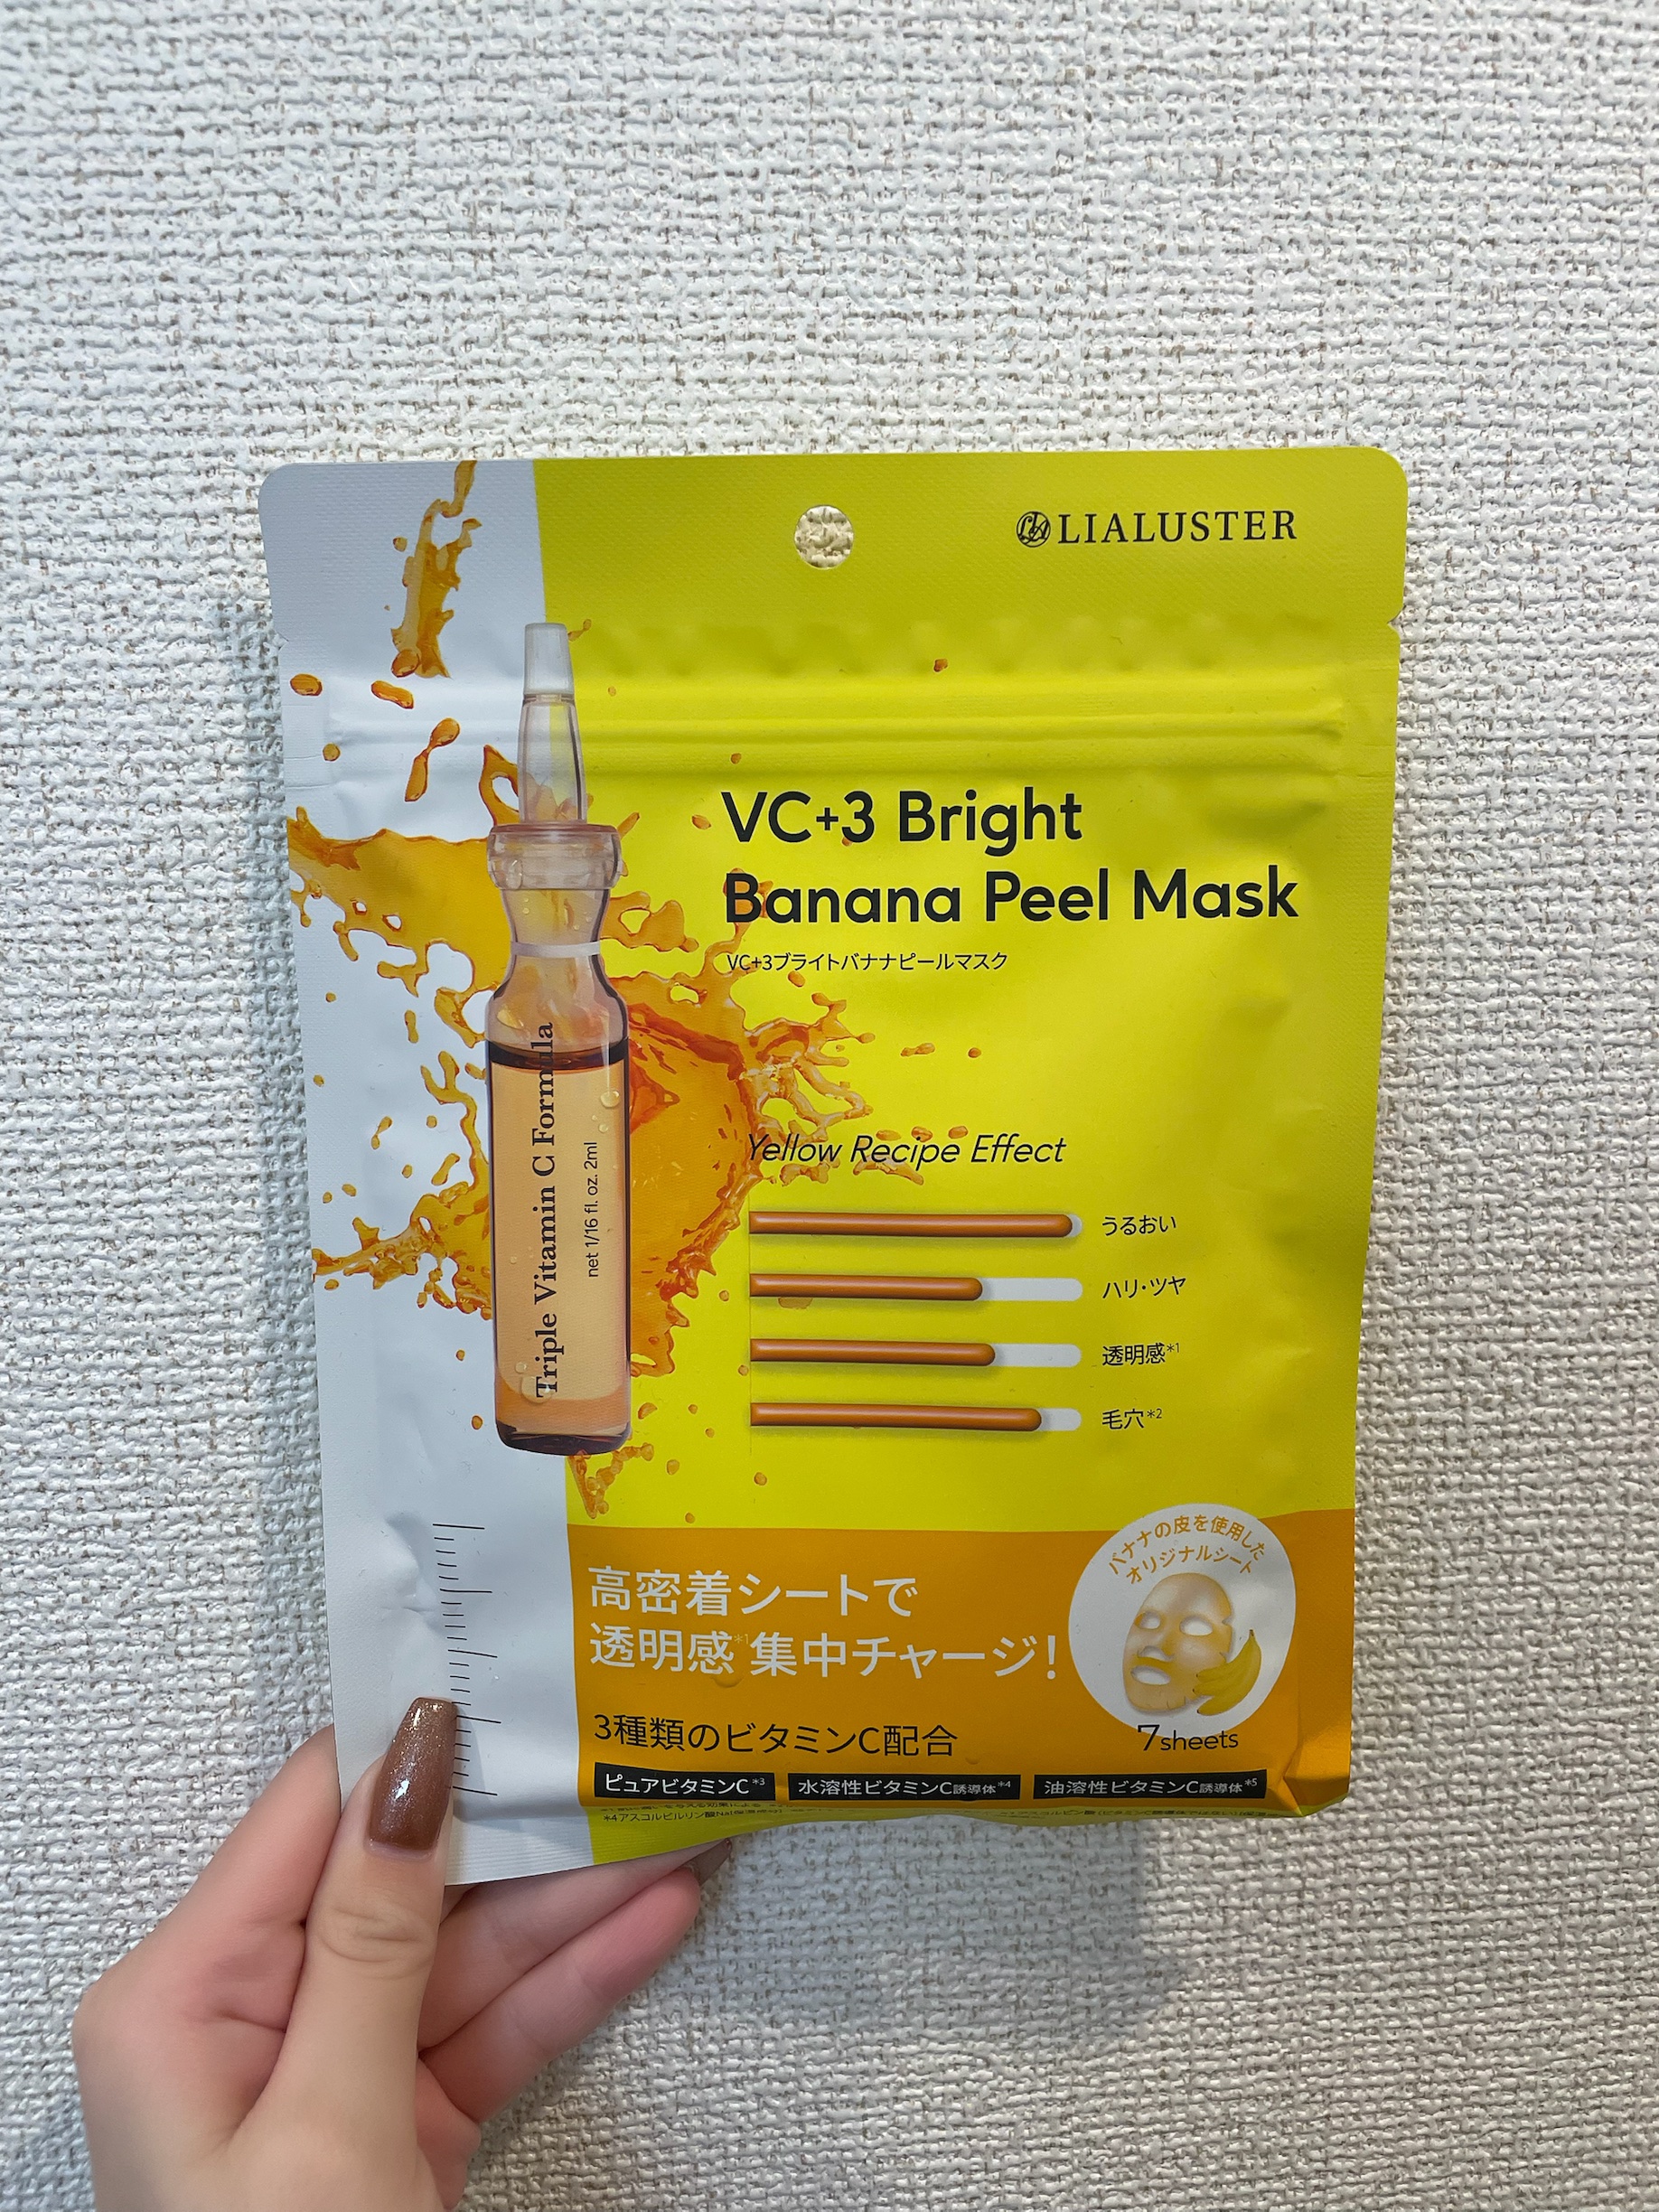 LIALUSTER
VC+3 Bright
Banana Peel Mask
VC+3ブライトバナナピールマスク
Triple Vitamin C Formula
net 1/16 fl. oz. 2ml
Yellow Recipe Effect
うるおい
ハリ・ツヤ
透明感*1
毛穴*2
バナナの皮を使用した
オリジナルシート
高密着シートで
透明感*1集中チャージ!
7sheets
3種類のビタミンC配合
ピュアビタミンC*3 水溶性ビタミンC誘導体*4 油溶性ビタミンC誘導体*5